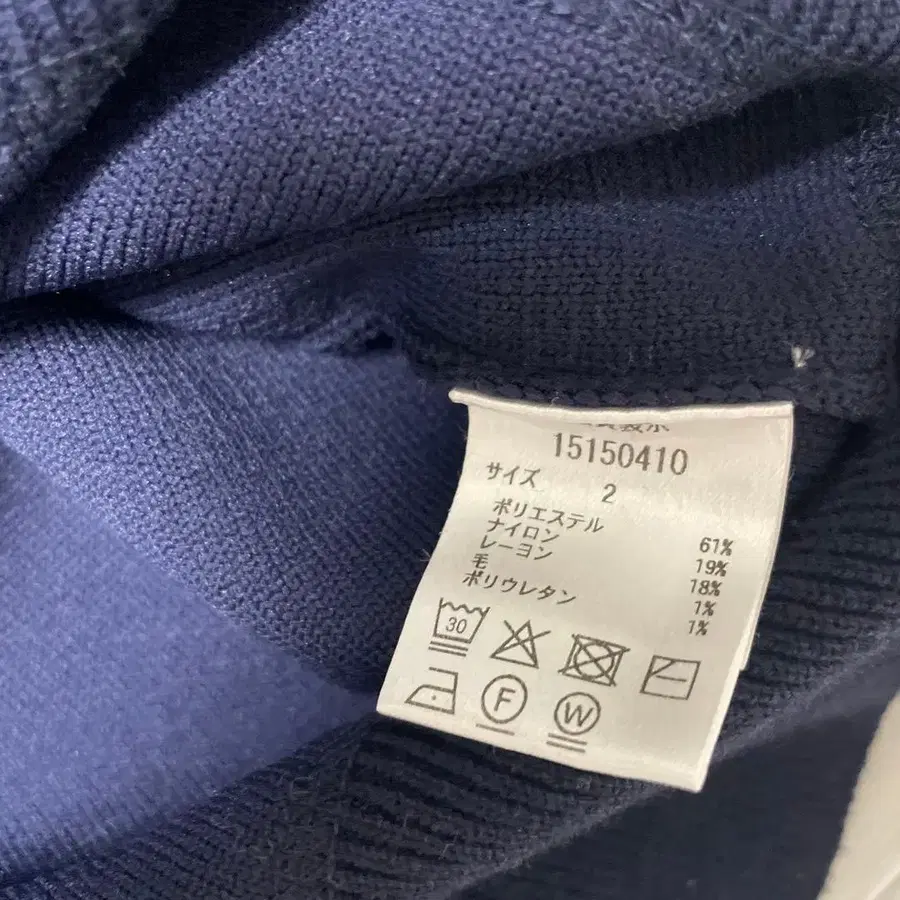 15150410
サイズ 2
ポリエステル 61%
ナイロン 19%
レーヨン 18%
毛 1%
ポリウレタン 1%
30
F
W